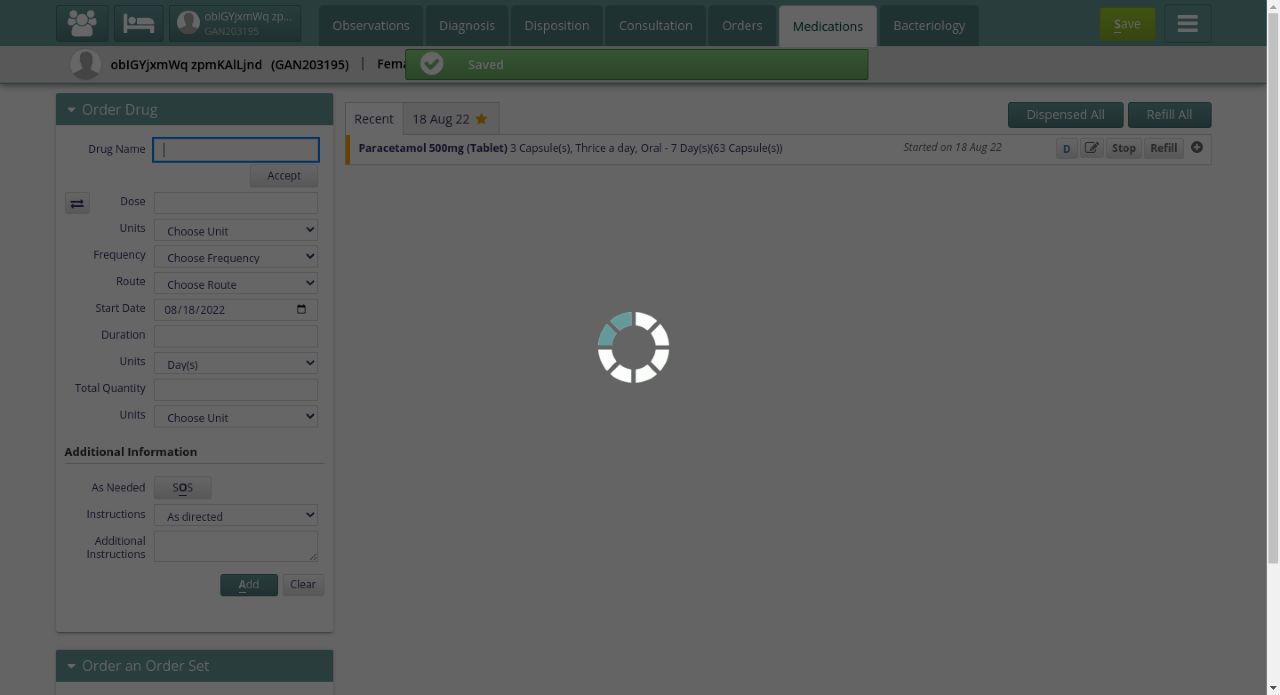 obIGYjxmWq zp...
GAN203195
Observations
Diagnosis
Disposition
Consultation
Orders
Medications
Bacteriology
Save
obIGYjxmWq zpmKAlLjnd (GAN203195) | Fema
Saved
Order Drug
Drug Name
Accept
Dose
Units Choose Unit
Frequency Choose Frequency
Route Choose Route
Start Date 08/18/2022
Duration
Units Day(s)
Total Quantity
Units Choose Unit
Additional Information
As Needed SOS
Instructions As directed
Additional
Instructions
Add Clear
Order an Order Set
Recent 18 Aug 22
Dispensed All Refill All
Paracetamol 500mg (Tablet) 3 Capsule(s), Thrice a day, Oral - 7 Day(s)(63 Capsule(s)) Started on 18 Aug 22 D Stop Refill